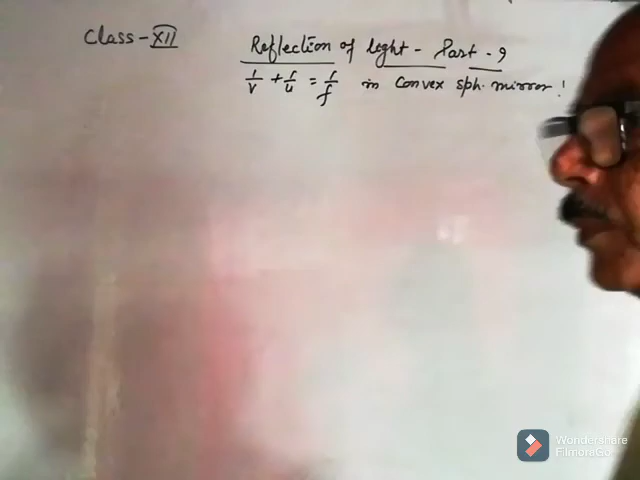 Class - XII
Reflection of light - Part - 9
1/v + 1/u = 1/f in Convex sph. mirror!
Wondershare
FilmoraGo